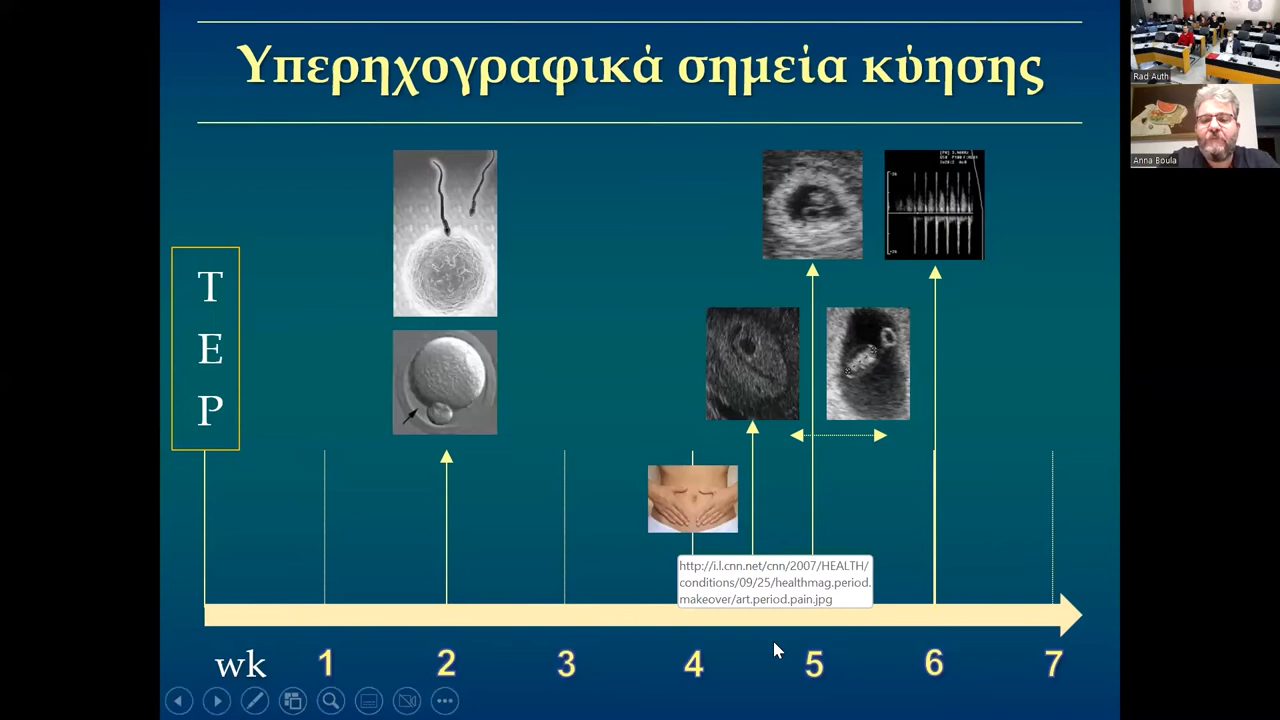 Υπερηχογραφικά σημεία κύησης
Τ
Ε
Ρ
http://i.l.cnn.net/cnn/2007/HEALTH/
conditions/09/25/healthmag.period.
makeover/art.period.pain.jpg
wk 1 2 3 4 5 6 7
Rad Auth
Anna Boula